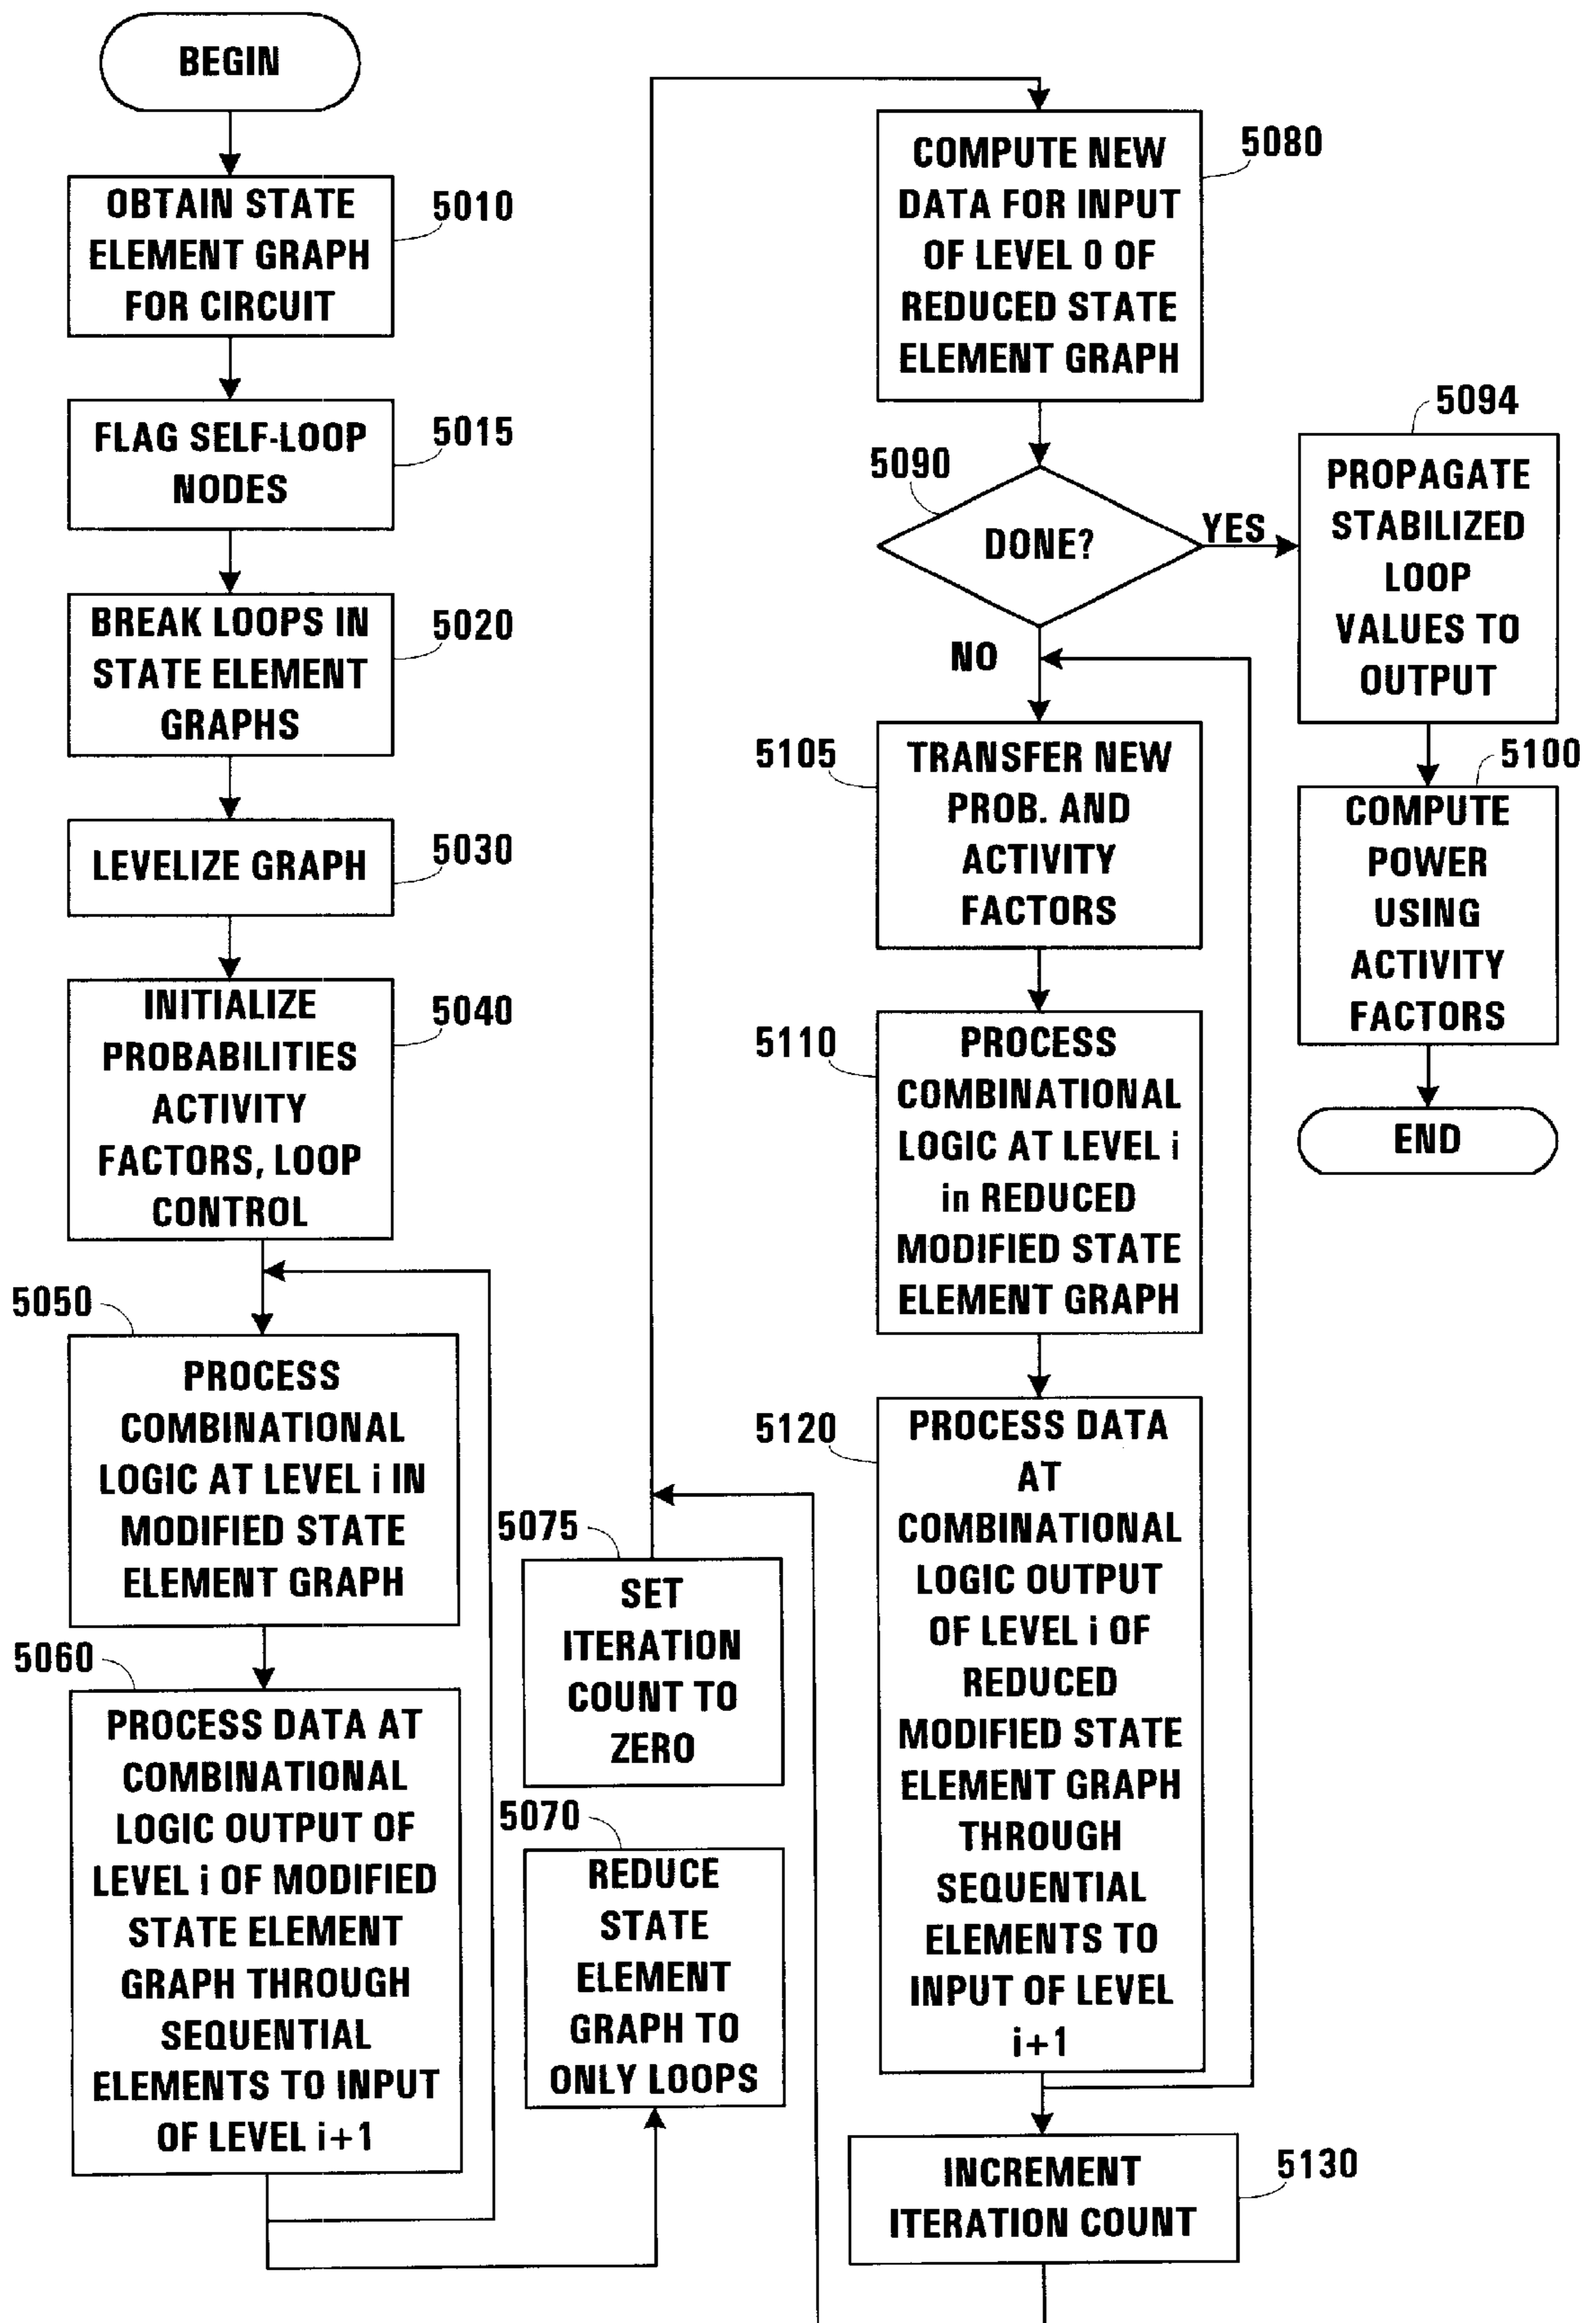 BEGIN
OBTAIN STATE
ELEMENT GRAPH
FOR CIRCUIT
5010
FLAG SELF-LOOP
NODES
5015
BREAK LOOPS IN
STATE ELEMENT
GRAPHS
5020
LEVELIZE GRAPH
5030
INITIALIZE
PROBABILITIES
ACTIVITY
FACTORS, LOOP
CONTROL
5040
5050
PROCESS
COMBINATIONAL
LOGIC AT LEVEL i IN
MODIFIED STATE
ELEMENT GRAPH
5060
PROCESS DATA AT
COMBINATIONAL
LOGIC OUTPUT OF
LEVEL i OF MODIFIED
STATE ELEMENT
GRAPH THROUGH
SEQUENTIAL
ELEMENTS TO INPUT
OF LEVEL i+1
5070
REDUCE
STATE
ELEMENT
GRAPH TO
ONLY LOOPS
5075
SET
ITERATION
COUNT TO
ZERO
COMPUTE NEW
DATA FOR INPUT
OF LEVEL 0 OF
REDUCED STATE
ELEMENT GRAPH
5080
5090
DONE?
YES
NO
5094
PROPAGATE
STABILIZED
LOOP
VALUES TO
OUTPUT
5100
COMPUTE
POWER
USING
ACTIVITY
FACTORS
END
5105
TRANSFER NEW
PROB. AND
ACTIVITY
FACTORS
5110
PROCESS
COMBINATIONAL
LOGIC AT LEVEL i
in REDUCED
MODIFIED STATE
ELEMENT GRAPH
5120
PROCESS DATA
AT
COMBINATIONAL
LOGIC OUTPUT
OF LEVEL i OF
REDUCED
MODIFIED STATE
ELEMENT GRAPH
THROUGH
SEQUENTIAL
ELEMENTS TO
INPUT OF LEVEL
i+1
INCREMENT
ITERATION COUNT
5130